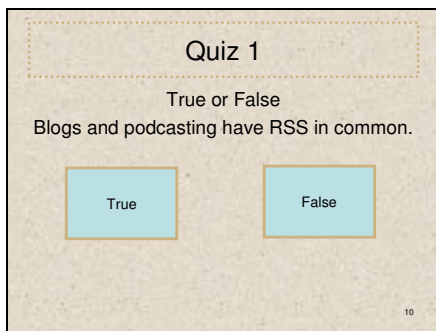 Quiz 1
True or False
Blogs and podcasting have RSS in common.
True
False
10